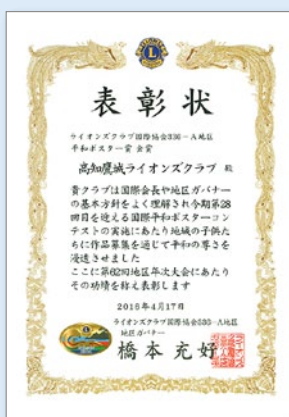 L
表彰状
ライオンズクラブ国際協会336-A地区
平和ポスター賞 金賞
高知鷹城ライオンズクラブ 殿
貴クラブは国際会長や地区ガバナー
の基本方針をよく理解され今期第28
回目を迎える国際平和ポスターコン
テストの実施にあたり地域の子供た
ちに作品募集を通じて平和の尊さを
浸透させました
ここに第62回地区年次大会にあたり
その功績を称え表彰します
2016年4月17日
ライオンズクラブ国際協会336-A地区
地区ガバナー
橋本充好